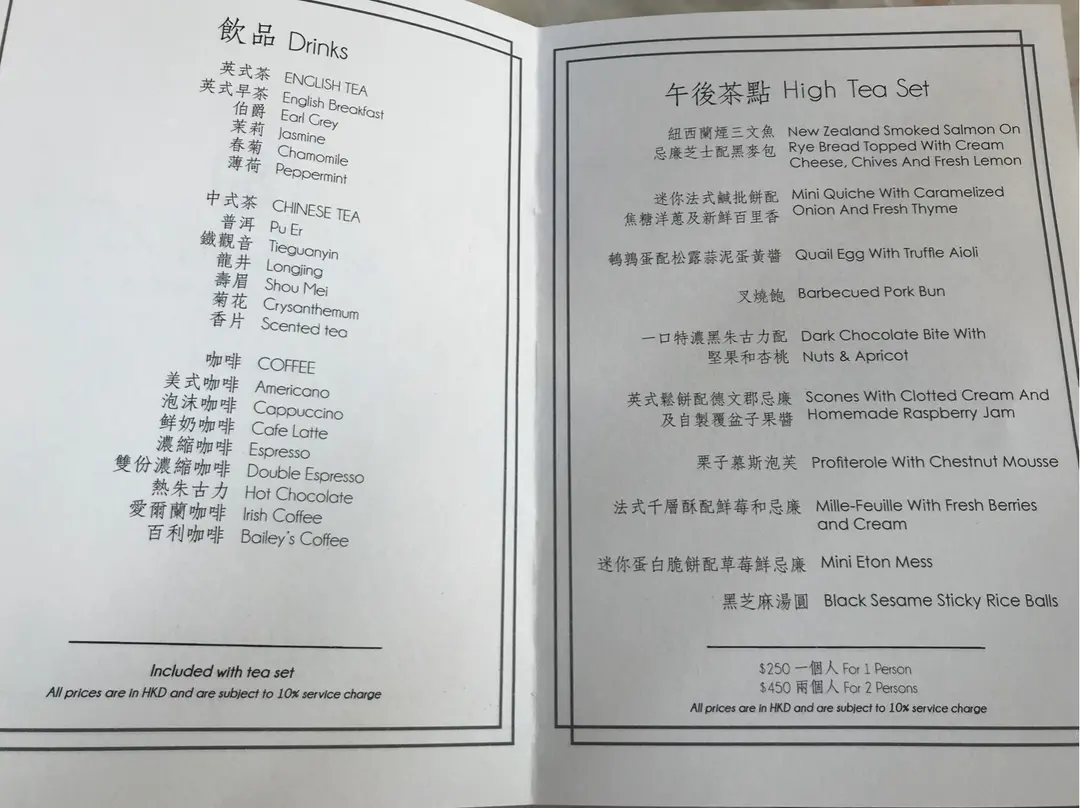 飲品 Drinks
英式茶 ENGLISH TEA
英式早茶 English Breakfast
伯爵 Earl Grey
茉莉 Jasmine
春菊 Chamomile
薄荷 Peppermint
中式茶 CHINESE TEA
普洱 Pu Er
鐵觀音 Tieguanyin
龍井 Longjing
壽眉 Shou Mei
菊花 Crysanthemum
香片 Scented tea
咖啡 COFFEE
美式咖啡 Americano
泡沫咖啡 Cappuccino
鮮奶咖啡 Cafe Latte
濃縮咖啡 Espresso
雙份濃縮咖啡 Double Espresso
熱朱古力 Hot Chocolate
愛爾蘭咖啡 Irish Coffee
百利咖啡 Bailey's Coffee
Included with tea set
All prices are in HKD and are subject to 10% service charge
午後茶點 High Tea Set
紐西蘭煙三文魚 New Zealand Smoked Salmon On
忌廉芝士配黑麥包 Rye Bread Topped With Cream
Cheese, Chives And Fresh Lemon
迷你法式鹹批餅配 Mini Quiche With Caramelized
焦糖洋蔥及新鮮百里香 Onion And Fresh Thyme
鵪鶉蛋配松露蒜泥蛋黃醬 Quail Egg With Truffle Aioli
叉燒飽 Barbecued Pork Bun
一口特濃黑朱古力配 Dark Chocolate Bite With
堅果和杏桃 Nuts & Apricot
英式鬆餅配德文郡忌廉 Scones With Clotted Cream And
及自製覆盆子果醬 Homemade Raspberry Jam
栗子慕斯泡芙 Profiterole With Chestnut Mousse
法式千層酥配鮮莓和忌廉 Mille-Feuille With Fresh Berries
and Cream
迷你蛋白脆餅配草莓鮮忌廉 Mini Eton Mess
黑芝麻湯圓 Black Sesame Sticky Rice Balls
$250 一個人 For 1 Person
$450 兩個人 For 2 Persons
All prices are in HKD and are subject to 10% service charge